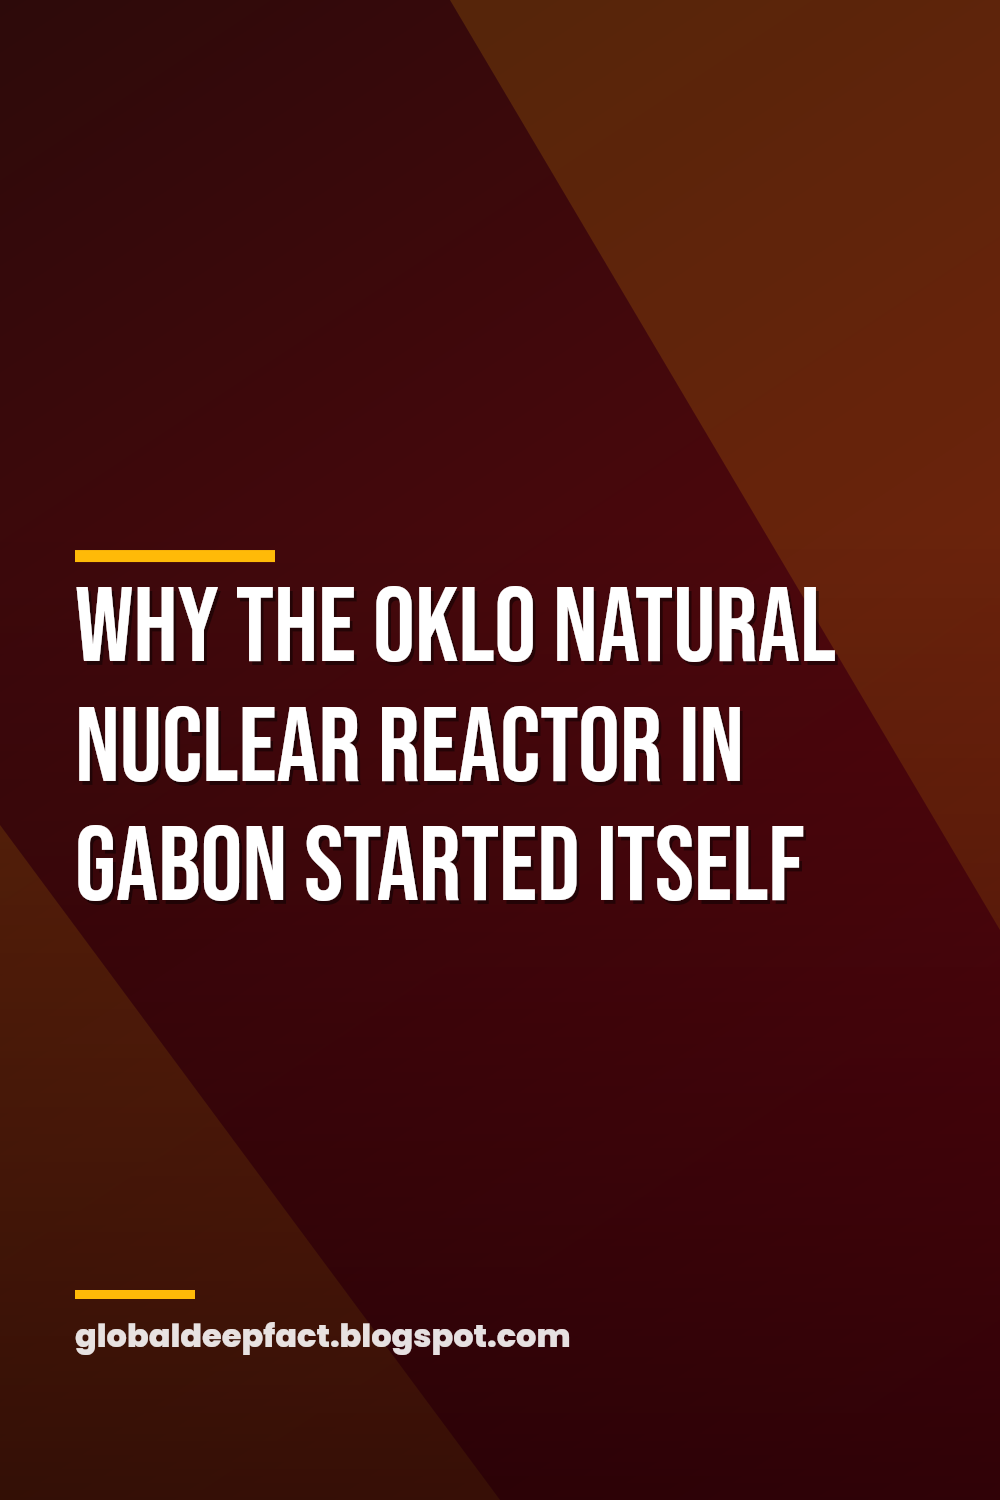 WHY THE OKLO NATURAL
NUCLEAR REACTOR IN
GABON STARTED ITSELF
globaldeepfact.blogspot.com